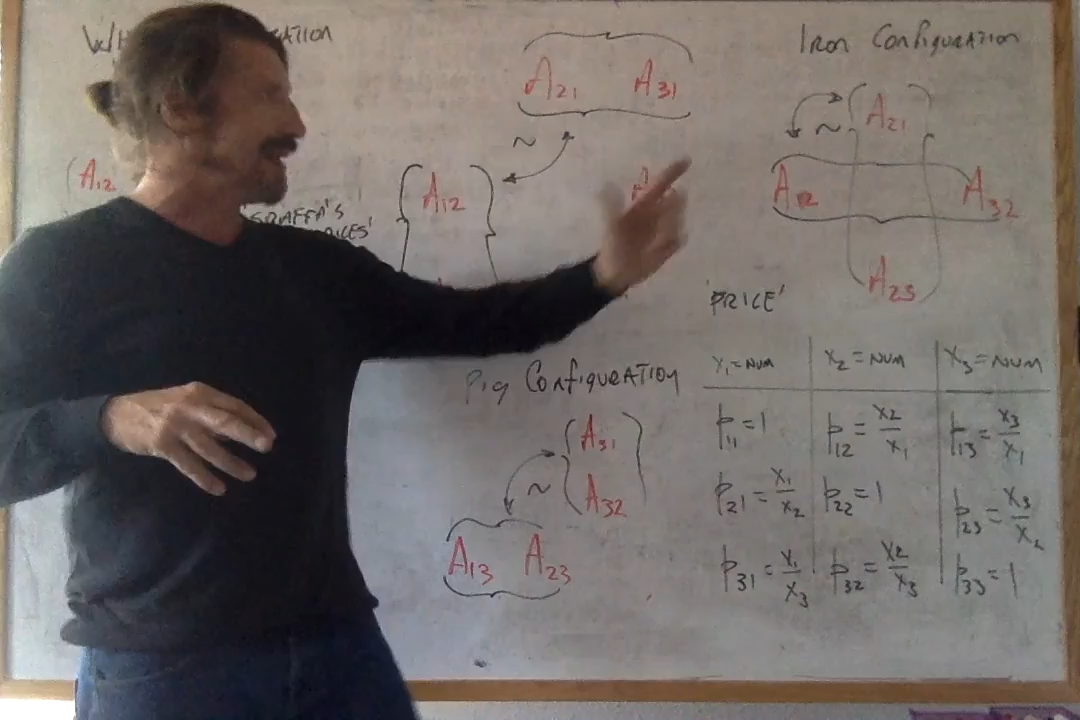 Iron Configuration
A21 A31
A21
~
~
A12
A12
A12 A32
SRAFFA'S
A23
'PRICE'
Pig Configuration
X1 = NUM X2 = NUM X3 = NUM
A31
p11 = 1 p12 = X2/X1 p13 = X3/X1
~
A32
p21 = X1/X2 p22 = 1 p23 = X3/X2
A13 A23
p31 = X1/X3 p32 = X2/X3 p33 = 1